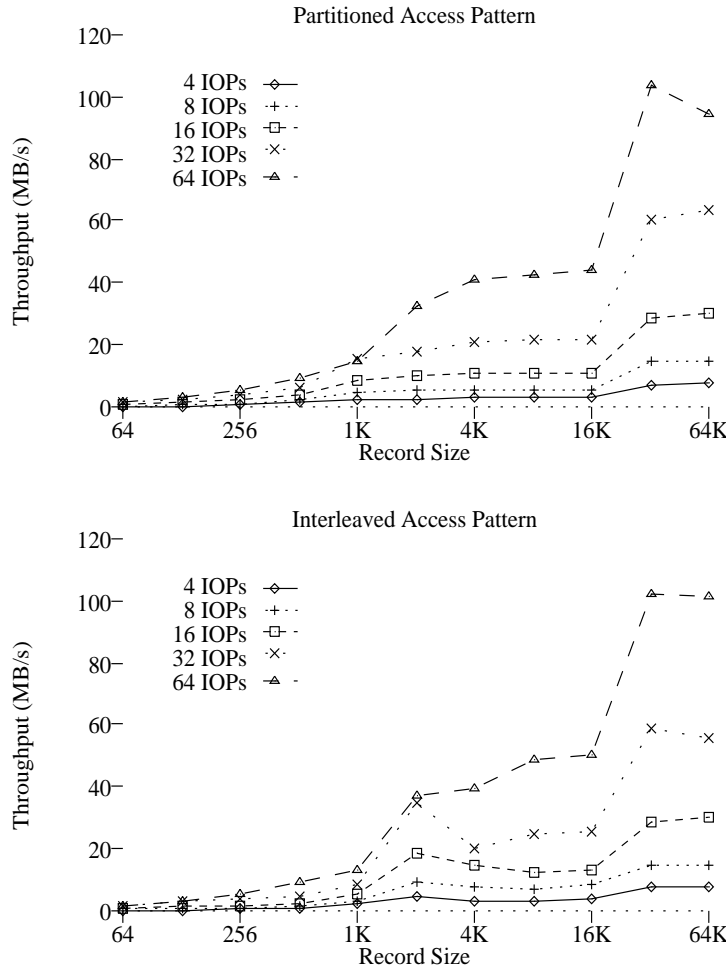 Partitioned Access Pattern
120
100
80
60
40
20
0
Throughput (MB/s)
4 IOPs
8 IOPs
16 IOPs
32 IOPs
64 IOPs
64 256 1K 4K 16K 64K
Record Size
Interleaved Access Pattern
120
100
80
60
40
20
0
Throughput (MB/s)
4 IOPs
8 IOPs
16 IOPs
32 IOPs
64 IOPs
64 256 1K 4K 16K 64K
Record Size